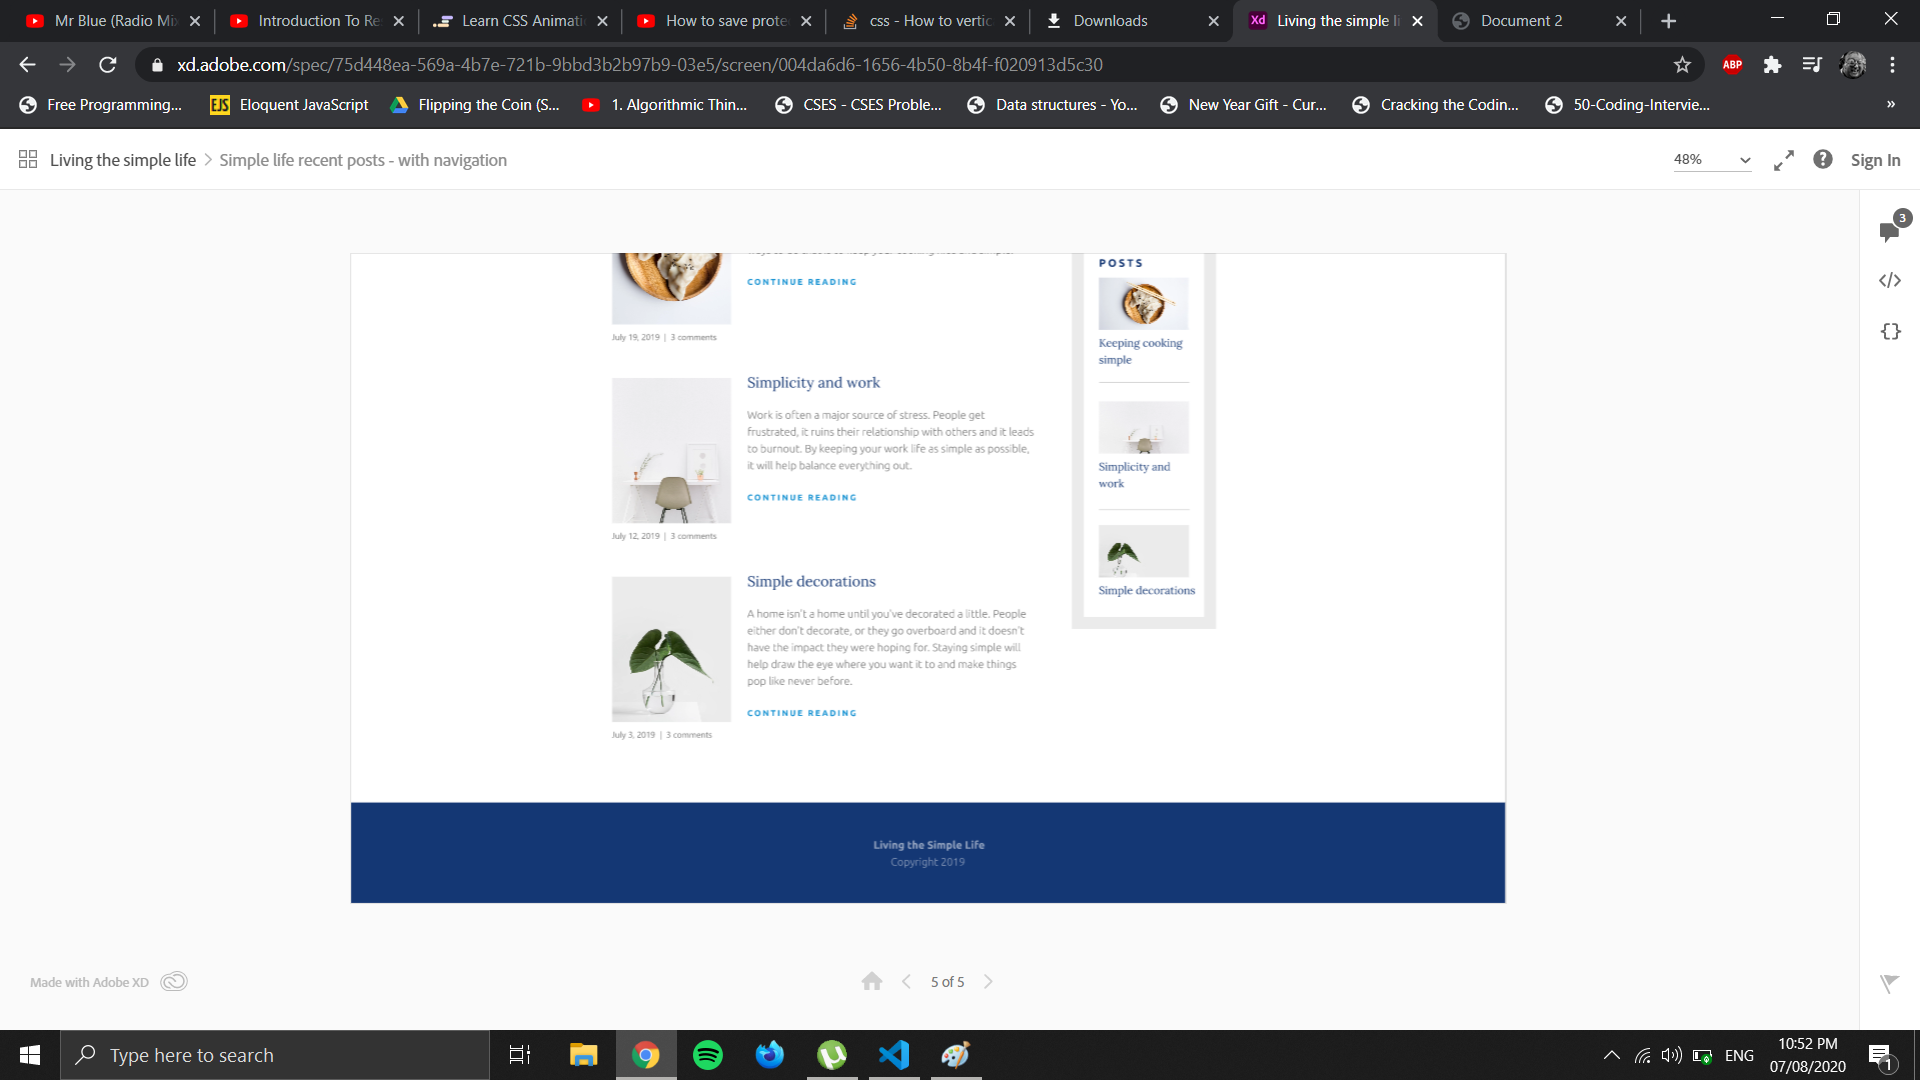 Mr Blue (Radio Mix
Introduction To Re
Learn CSS Animati
How to save prote
css - How to vertic
Downloads
Living the simple li
Document 2
xd.adobe.com/spec/75d448ea-569a-4b7e-721b-9bbd3b2b97b9-03e5/screen/004da6d6-1656-4b50-8b4f-f020913d5c30
ABP
Free Programming...
EJS Eloquent JavaScript
Flipping the Coin (S...
1. Algorithmic Thin...
CSES - CSES Proble...
Data structures - Yo...
New Year Gift - Cur...
Cracking the Codin...
50-Coding-Intervie...
»
Living the simple life > Simple life recent posts - with navigation
48%
Sign In
3
CONTINUE READING
July 19, 2019 | 3 comments
Simplicity and work
Work is often a major source of stress. People get
frustrated, it ruins their relationship with others and it leads
to burnout. By keeping your work life as simple as possible,
it will help balance everything out.
CONTINUE READING
July 12, 2019 | 3 comments
Simple decorations
A home isn't a home until you've decorated a little. People
either don't decorate, or they go overboard and it doesn't
have the impact they were hoping for. Staying simple will
help draw the eye where you want it to and make things
pop like never before.
CONTINUE READING
July 3, 2019 | 3 comments
POSTS
Keeping cooking
simple
Simplicity and
work
Simple decorations
Living the Simple Life
Copyright 2019
Made with Adobe XD
5 of 5
Type here to search
ENG
10:52 PM
07/08/2020
1